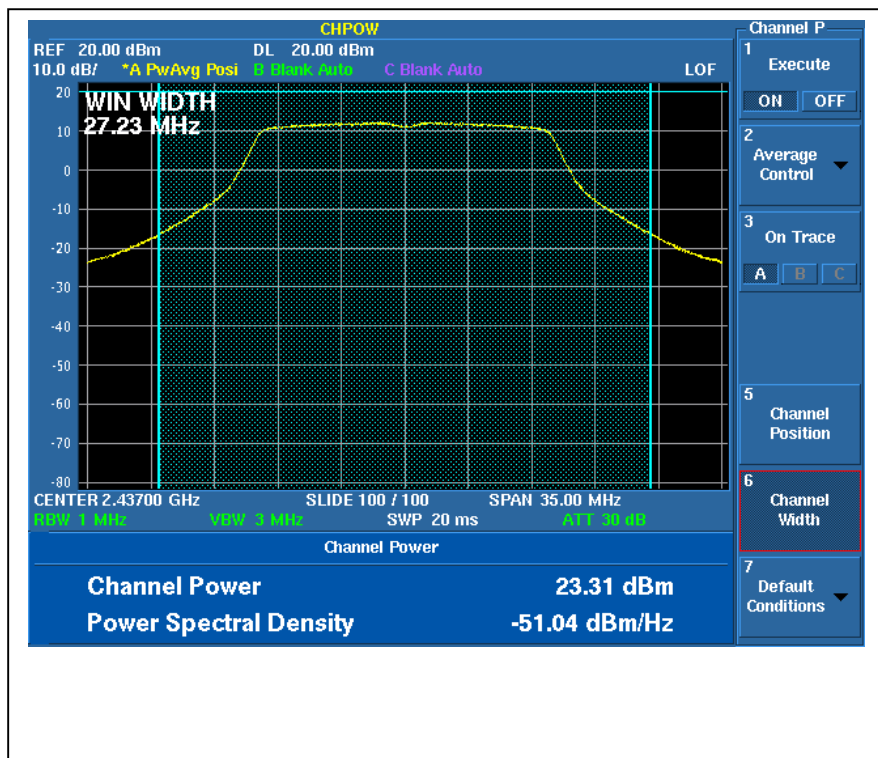 CHPOW
REF 20.00 dBm DL 20.00 dBm
10.0 dB/ *A PwAvg Posi B Blank Auto C Blank Auto LOF
WIN WIDTH
27.23 MHz
20
10
0
-10
-20
-30
-40
-50
-60
-70
-80
CENTER 2.43700 GHz SLIDE 100 / 100 SPAN 35.00 MHz
RBW 1 MHz VBW 3 MHz SWP 20 ms ATT 30 dB
Channel Power
Channel Power 23.31 dBm
Power Spectral Density -51.04 dBm/Hz
Channel P
1
Execute
ON OFF
2
Average
Control
3
On Trace
A B C
5
Channel
Position
6
Channel
Width
7
Default
Conditions